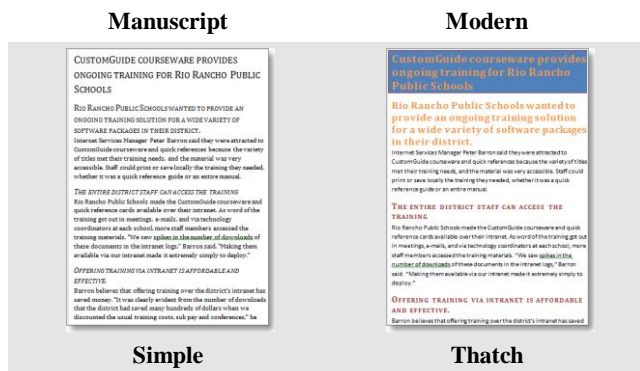 Manuscript
Modern
CUSTOMGUIDE COURSEWARE PROVIDES
ONGOING TRAINING FOR RIO RANCHO PUBLIC
SCHOOLS
RIO RANCHO PUBLIC SCHOOLS WANTED TO PROVIDE AN
ONGOING TRAINING SOLUTION FOR A WIDE VARIETY OF
SOFTWARE PACKAGES IN THEIR DISTRICT.
Internet Services Manager Peter Barron said they were attracted to
CustomGuide courseware and quick references because the variety
of titles met their training needs, and the material was very
accessible. Staff could print or save locally the training they needed,
whether it was a quick reference guide or an entire manual.
THE ENTIRE DISTRICT STAFF CAN ACCESS THE TRAINING
Rio Rancho Public Schools made the CustomGuide courseware and
quick reference cards available over their intranet. As word of the
training got out in meetings, e-mails, and via technology
coordinators at each school, more staff members accessed the
training materials. "We saw spikes in the number of downloads of
these documents in the intranet logs," Barron said. "Making them
available via our intranet made it extremely simply to deploy."
OFFERING TRAINING VIA INTRANET IS AFFORDABLE AND
EFFECTIVE.
Barron believes that offering training over the district's intranet has
saved money. "It was clearly evident from the number of downloads
that the district had saved many hundreds of dollars when we
discounted the usual training costs, sub pay and conferences." he
CustomGuide courseware provides
ongoing training for Rio Rancho
Public Schools
Rio Rancho Public Schools wanted to
provide an ongoing training solution
for a wide variety of software packages
in their district.
Internet Services Manager Peter Barron said they were attracted to
CustomGuide courseware and quick references because the variety of titles
met their training needs, and the material was very accessible. Staff could
print or save locally the training they needed, whether it was a quick
reference guide or an entire manual.
THE ENTIRE DISTRICT STAFF CAN ACCESS THE
TRAINING
Rio Rancho Public Schools made the CustomGuide courseware and quick
reference cards available over their intranet. As word of the training got out
in meetings, e-mails, and via technology coordinators at each school, more
staff members accessed the training materials. "We saw spikes in the
number of downloads of these documents in the intranet logs," Barron
said. "Making them available via our intranet made it extremely simply to
deploy."
OFFERING TRAINING VIA INTRANET IS AFFORDABLE
AND EFFECTIVE.
Barron believes that offering training over the district's intranet has saved
Simple
Thatch